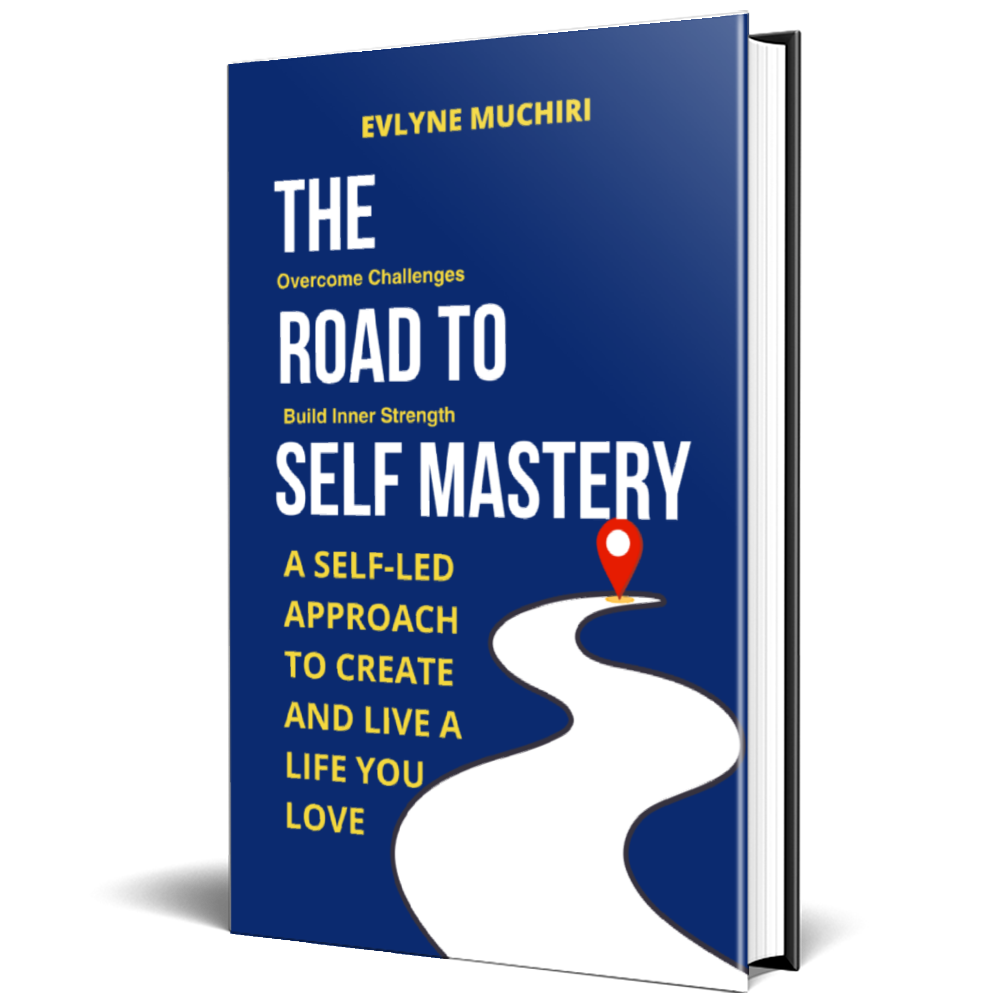 EVLYNE MUCHIRI
THE
Overcome Challenges
ROAD TO
Build Inner Strength
SELF MASTERY
A SELF-LED
APPROACH
TO CREATE
AND LIVE A
LIFE YOU
LOVE